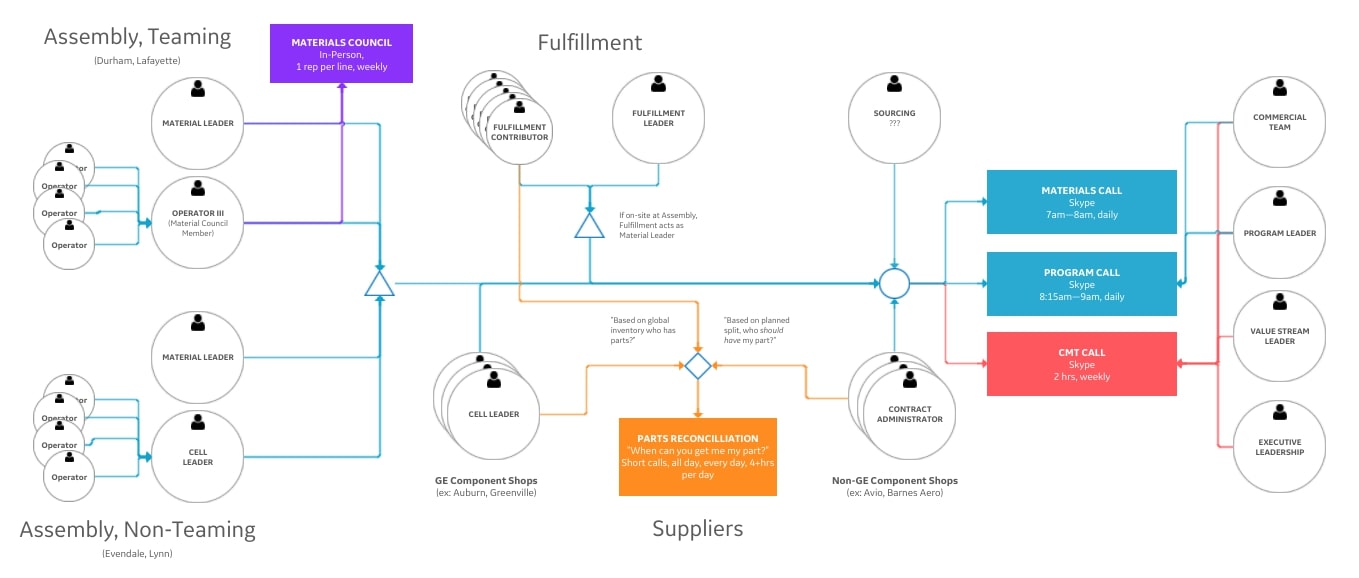 Assembly, Teaming
(Durham, Lafayette)
MATERIALS COUNCIL
In-Person,
1 rep per line, weekly
Fulfillment
MATERIAL LEADER
or
Operator
Operator
Operator
OPERATOR III
(Material Council
Member)
FULFILLMENT
CONTRIBUTOR
FULFILLMENT
LEADER
If on-site at Assembly,
Fulfillment acts as
Material Leader
SOURCING
???
MATERIALS CALL
Skype
7am—8am, daily
PROGRAM CALL
Skype
8:15am—9am, daily
CMT CALL
Skype
2 hrs, weekly
COMMERCIAL
TEAM
PROGRAM LEADER
VALUE STREAM
LEADER
EXECUTIVE
LEADERSHIP
MATERIAL LEADER
or
Operator
Operator
Operator
CELL
LEADER
"Based on global
inventory who has
parts?"
"Based on planned
split, who should
have my part?"
CELL LEADER
CONTRACT
ADMINISTRATOR
PARTS RECONCILLIATION
"When can you get me my part?"
Short calls, all day, every day, 4+hrs
per day
GE Component Shops
(ex: Auburn, Greenville)
Non-GE Component Shops
(ex: Avio, Barnes Aero)
Assembly, Non-Teaming
(Evendale, Lynn)
Suppliers